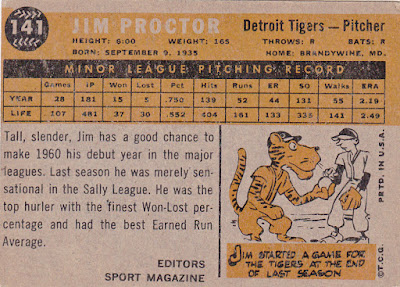 141
JIM PROCTOR
Detroit Tigers — Pitcher
HEIGHT: 6:00 WEIGHT: 165 THROWS: R BATS: R
BORN: SEPTEMBER 9, 1935 HOME: BRANDYWINE, MD.
MINOR LEAGUE PITCHING RECORD
Games IP Won Lost Pct. Hits Runs ER SO Walks ERA
YEAR 28 181 15 5 .750 139 52 44 131 55 2.19
LIFE 107 481 37 30 .552 404 161 133 335 141 2.49
Tall, slender, Jim has a good chance to
make 1960 his debut year in the major
leagues. Last season he was merely sen-
sational in the Sally League. He was the
top hurler with the finest Won-Lost per-
centage and had the best Earned Run
Average.
EDITORS
SPORT MAGAZINE
JIM STARTED A GAME FOR
THE TIGERS AT THE END
OF LAST SEASON
©T.C.G. PRTD. IN U.S.A.